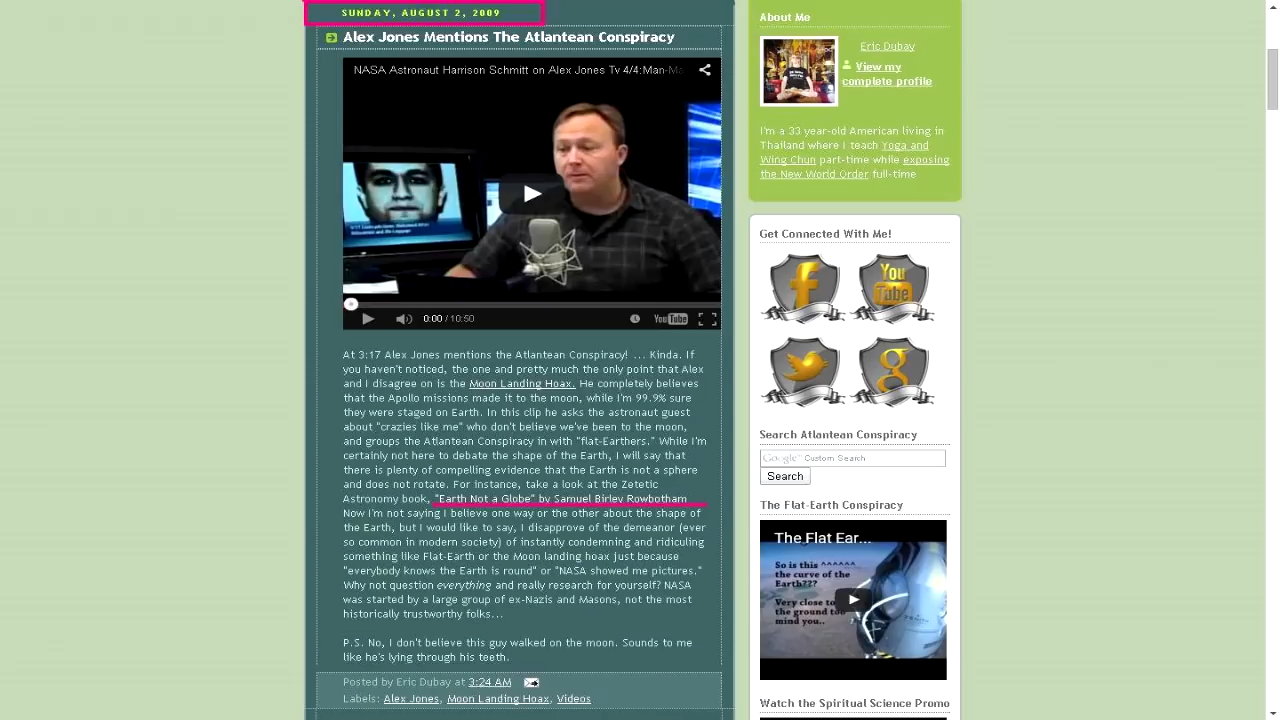 SUNDAY, AUGUST 2, 2009
Alex Jones Mentions The Atlantean Conspiracy
NASA Astronaut Harrison Schmitt on Alex Jones Tv 4/4:Man-Ma
0:00 / 10:50
YouTube
At 3:17 Alex Jones mentions the Atlantean Conspiracy! ... Kinda. If
you haven't noticed, the one and pretty much the only point that Alex
and I disagree on is the Moon Landing Hoax. He completely believes
that the Apollo missions made it to the moon, while I'm 99.9% sure
they were staged on Earth. In this clip he asks the astronaut guest
about "crazies like me" who don't believe we've been to the moon,
and groups the Atlantean Conspiracy in with "flat-Earthers." While I'm
certainly not here to debate the shape of the Earth, I will say that
there is plenty of compelling evidence that the Earth is not a sphere
and does not rotate. For instance, take a look at the Zetetic
Astronomy book, "Earth Not a Globe" by Samuel Birley Rowbotham
Now I'm not saying I believe one way or the other about the shape of
the Earth, but I would like to say, I disapprove of the demeanor (ever
so common in modern society) of instantly condemning and ridiculing
something like Flat-Earth or the Moon landing hoax just because
"everybody knows the Earth is round" or "NASA showed me pictures."
Why not question everything and really research for yourself? NASA
was started by a large group of ex-Nazis and Masons, not the most
historically trustworthy folks...
P.S. No, I don't believe this guy walked on the moon. Sounds to me
like he's lying through his teeth.
Posted by Eric Dubay at 3:24 AM
Labels: Alex Jones, Moon Landing Hoax, Videos
About Me
Eric Dubay
View my
complete profile
I'm a 33 year-old American living in
Thailand where I teach Yoga and
Wing Chun part-time while exposing
the New World Order full-time
Get Connected With Me!
f
You
Tube
g
Search Atlantean Conspiracy
Google Custom Search
Search
The Flat-Earth Conspiracy
The Flat Ear...
So is this ^^^^^^
the curve of the
Earth???
Very close to
the ground too
mind you..
Watch the Spiritual Science Promo